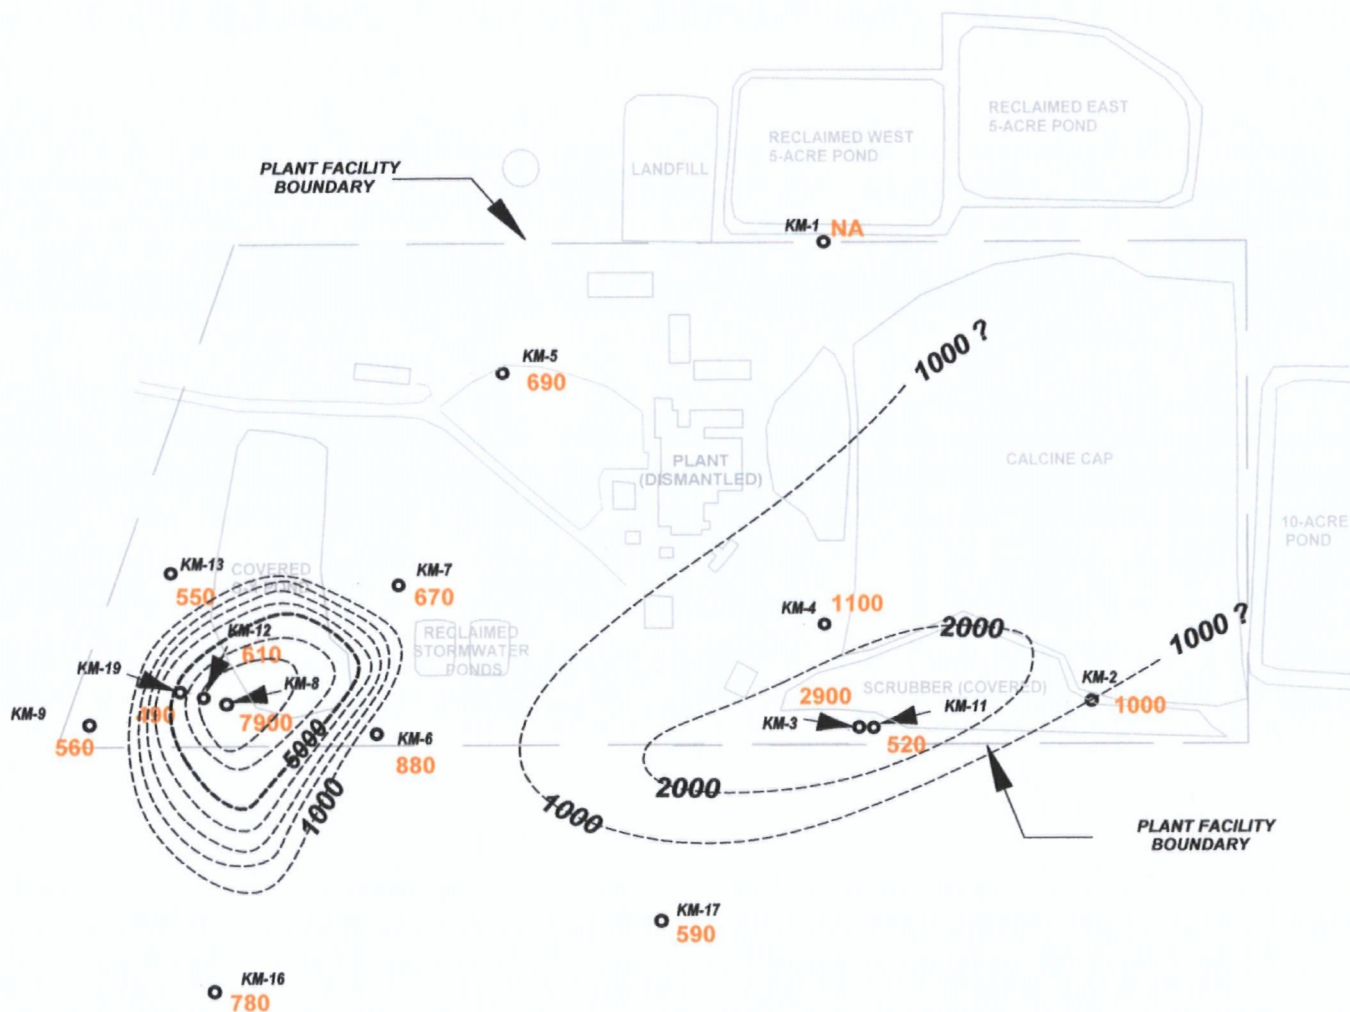 RECLAIMED EAST
5-ACRE POND
RECLAIMED WEST
5-ACRE POND
LANDFILL
PLANT FACILITY
BOUNDARY
KM-1 NA
1000 ?
KM-5
690
PLANT
(DISMANTLED)
CALCINE CAP
10-ACRE
POND
KM-13
550
COVERED
POND
KM-7
670
KM-4
1100
2000
1000 ?
RECLAIMED
STORMWATER
PONDS
KM-12
610
KM-19
490
KM-8
7900
KM-9
560
5000
KM-6
880
1000
2900
SCRUBBER (COVERED)
KM-3
KM-11
520
KM-2
1000
2000
1000
PLANT FACILITY
BOUNDARY
KM-17
590
KM-16
780